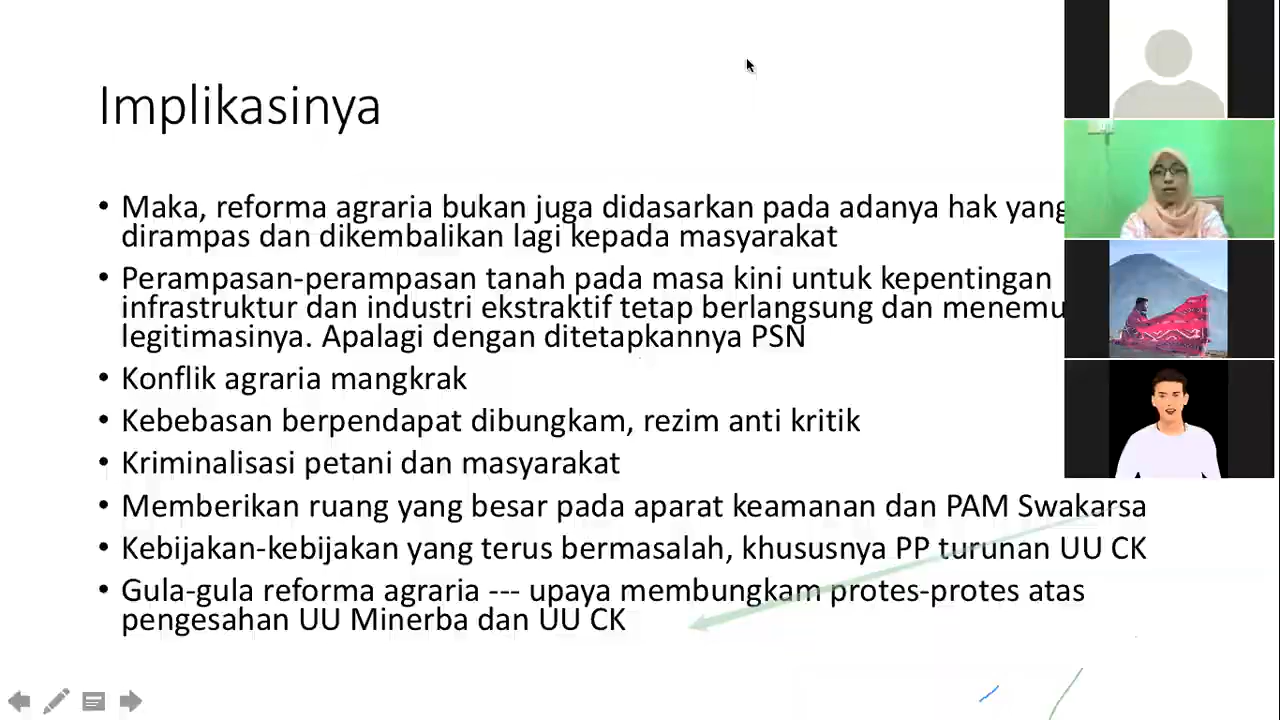 Implikasinya
• Maka, reforma agraria bukan juga didasarkan pada adanya hak yang
dirampas dan dikembalikan lagi kepada masyarakat
• Perampasan-perampasan tanah pada masa kini untuk kepentingan
infrastruktur dan industri ekstraktif tetap berlangsung dan menemu
legitimasinya. Apalagi dengan ditetapkannya PSN
• Konflik agraria mangkrak
• Kebebasan berpendapat dibungkam, rezim anti kritik
• Kriminalisasi petani dan masyarakat
• Memberikan ruang yang besar pada aparat keamanan dan PAM Swakarsa
• Kebijakan-kebijakan yang terus bermasalah, khususnya PP turunan UU CK
• Gula-gula reforma agraria --- upaya membungkam protes-protes atas
pengesahan UU Minerba dan UU CK